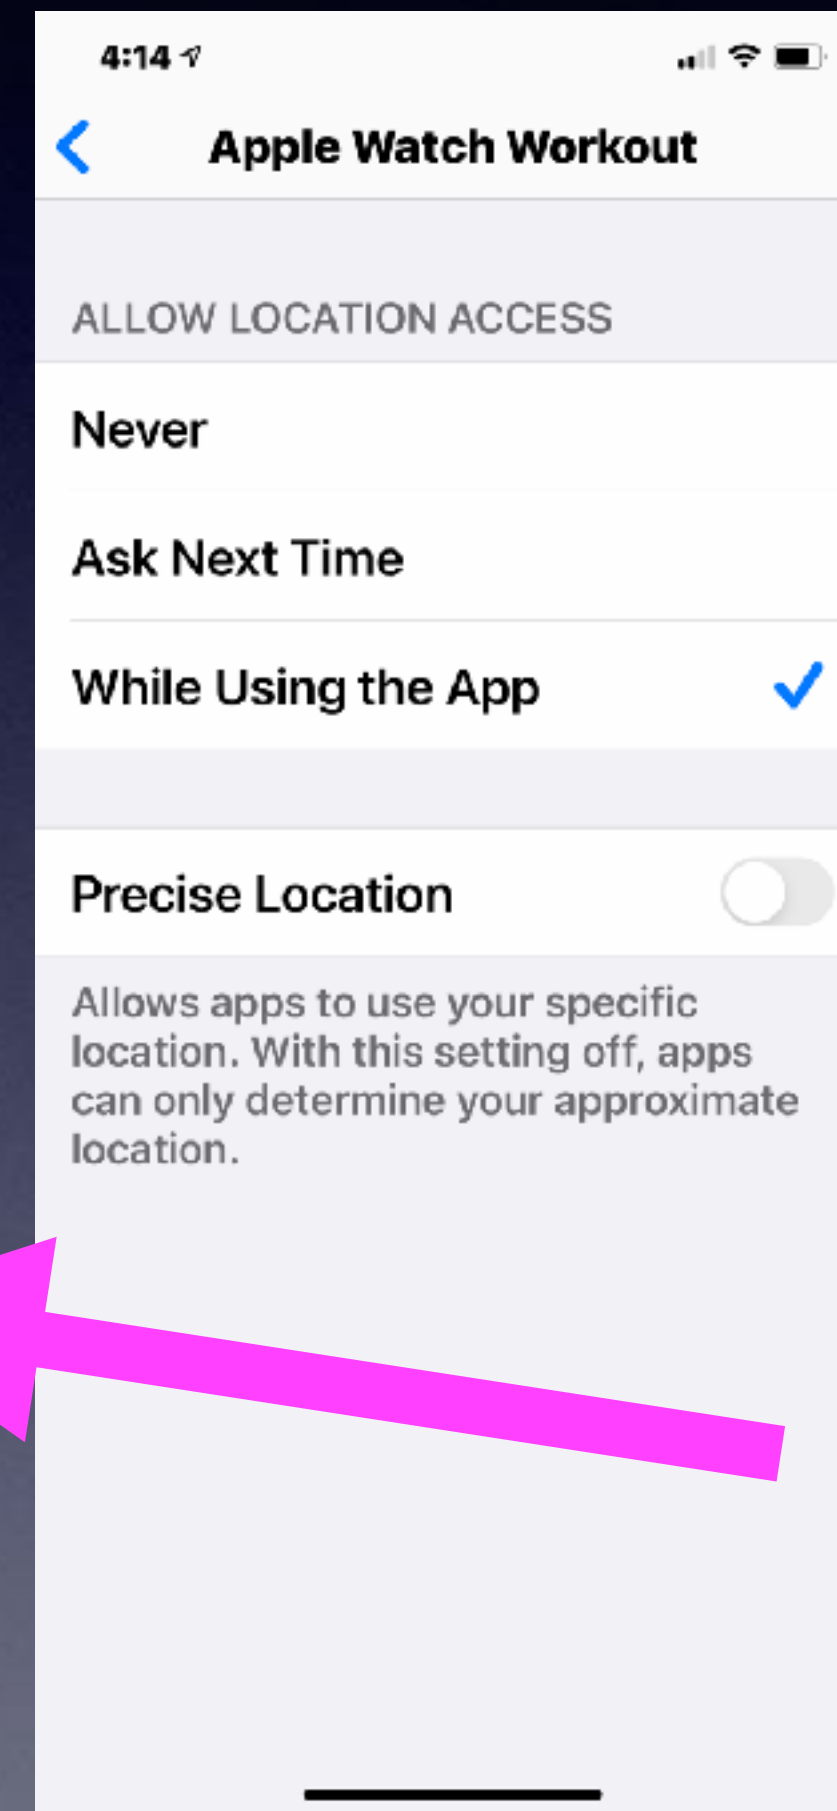 4:14
Apple Watch Workout
ALLOW LOCATION ACCESS
Never
Ask Next Time
While Using the App
Precise Location
Allows apps to use your specific
location. With this setting off, apps
can only determine your approximate
location.